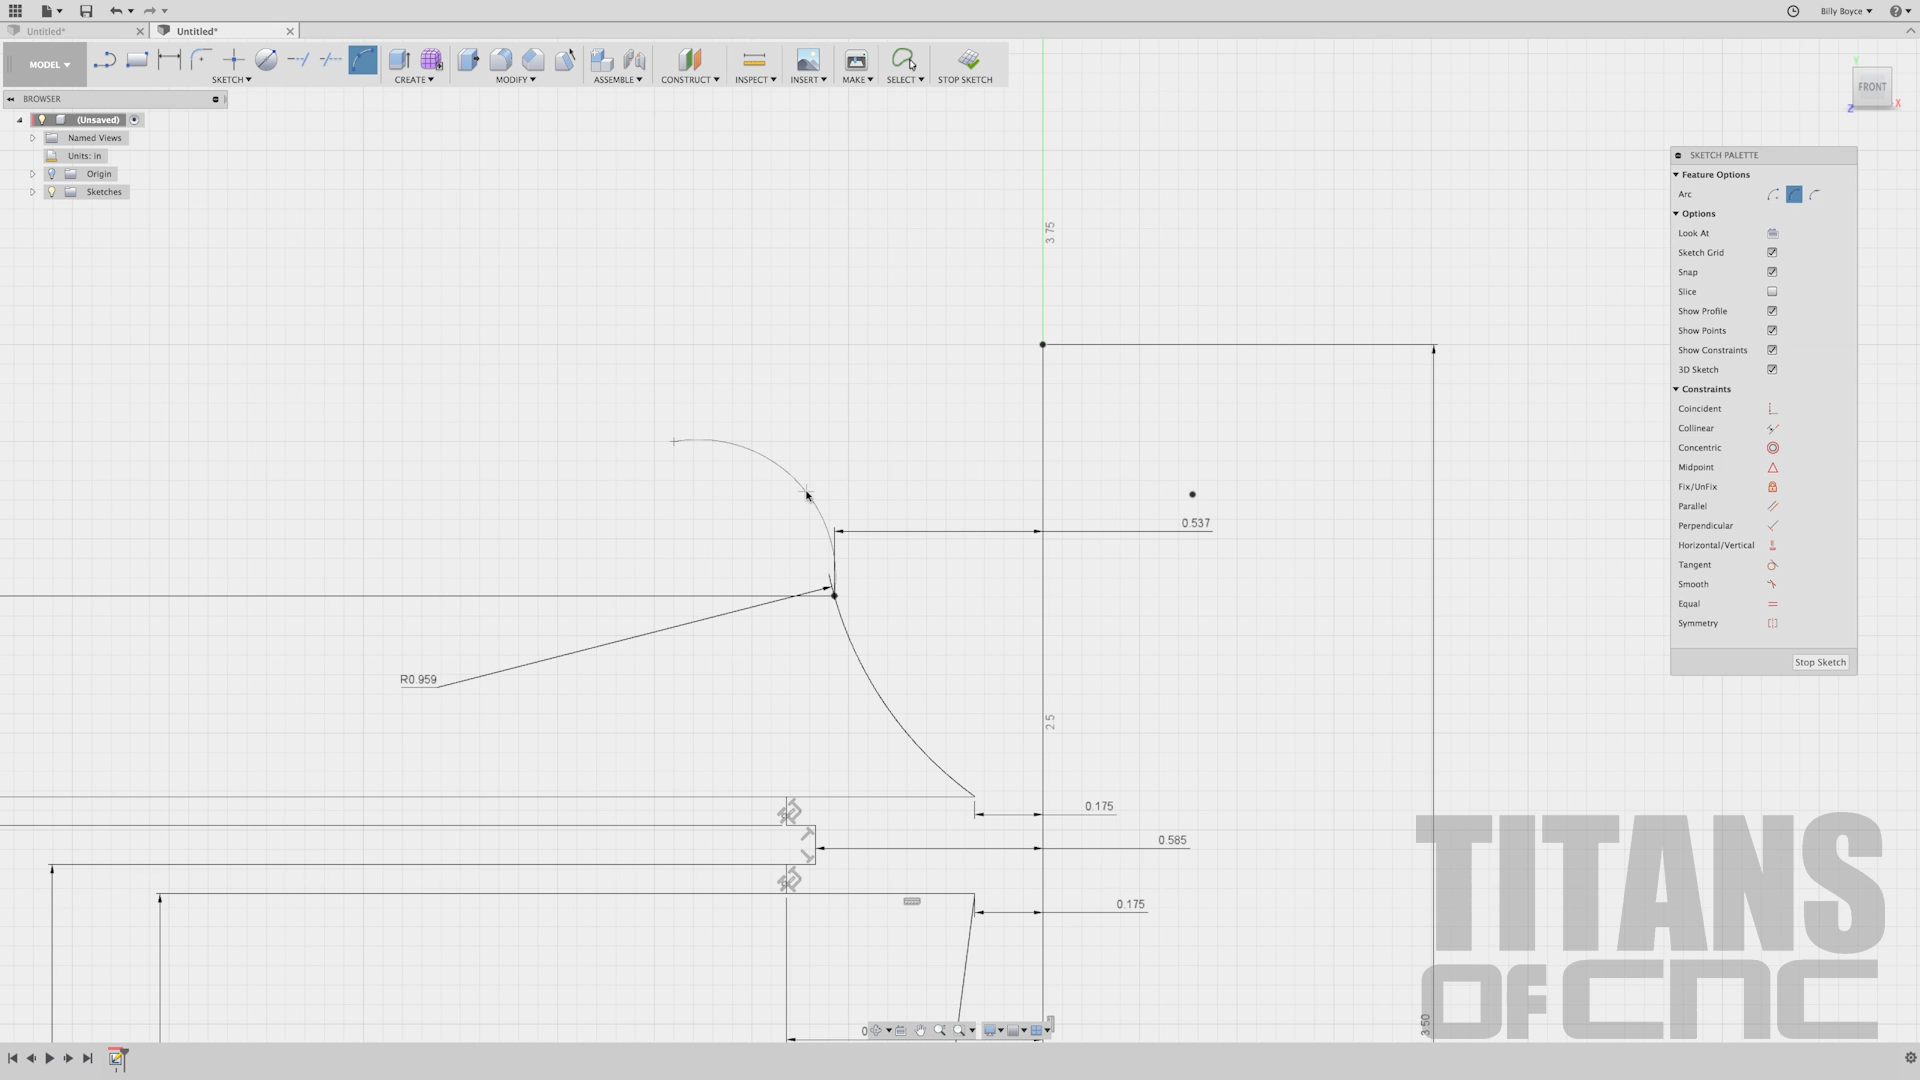 Billy Boyce
Untitled*
Untitled*
MODEL
SKETCH
CREATE
MODIFY
ASSEMBLE
CONSTRUCT
INSPECT
INSERT
MAKE
SELECT
STOP SKETCH
BROWSER
(Unsaved)
Named Views
Units: in
Origin
Sketches
FRONT
Y
X
Z
SKETCH PALETTE
Feature Options
Arc
Options
Look At
Sketch Grid
Snap
Slice
Show Profile
Show Points
Show Constraints
3D Sketch
Constraints
Coincident
Collinear
Concentric
Midpoint
Fix/UnFix
Parallel
Perpendicular
Horizontal/Vertical
Tangent
Smooth
Equal
Symmetry
Stop Sketch
3.75
0.537
R0.959
2.5
0.175
0.585
0.175
3.50
TITANS
OF CNC